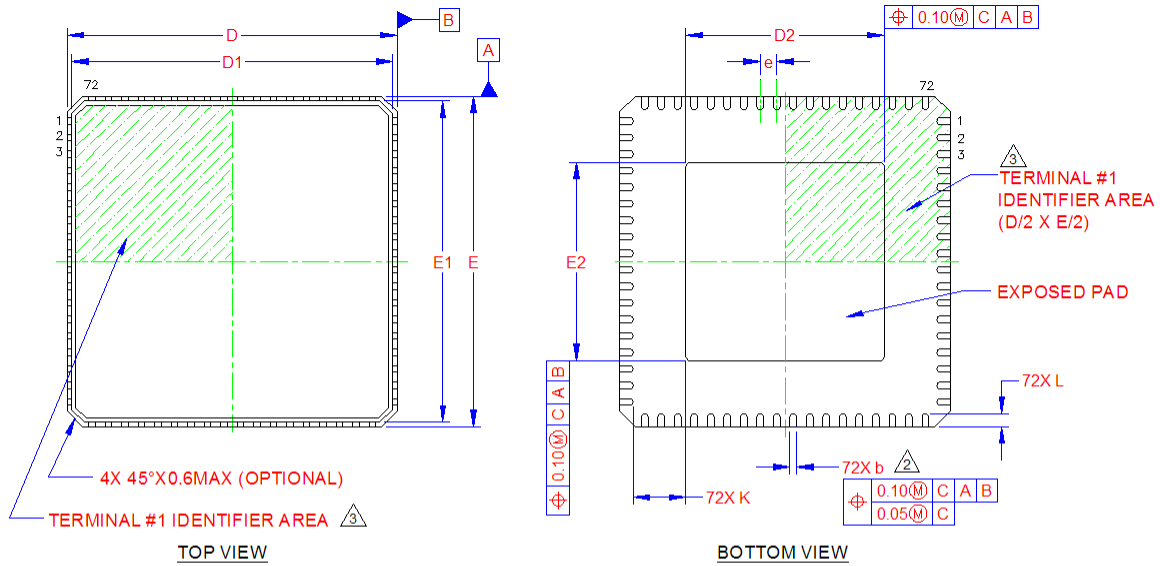 D
B
D1
A
72
1
2
3
E1
E
4X 45°X0.6MAX (OPTIONAL)
TERMINAL #1 IDENTIFIER AREA 3
TOP VIEW
0.10 M C A B
D2
e
72
1
2
3
3
TERMINAL #1
IDENTIFIER AREA
(D/2 X E/2)
E2
EXPOSED PAD
0.10 M C A B
72X L
72X b 2
72X K
0.10 M C A B
0.05 M C
BOTTOM VIEW